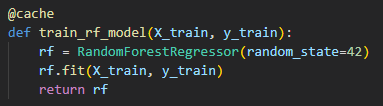 @cache
def train_rf_model(X_train, y_train):
    rf = RandomForestRegressor(random_state=42)
    rf.fit(X_train, y_train)
    return rf